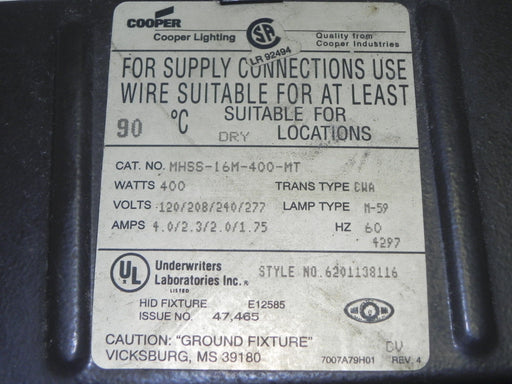 COOPER
Cooper Lighting
Quality from
Cooper Industries
LR 92494
FOR SUPPLY CONNECTIONS USE
WIRE SUITABLE FOR AT LEAST
90 °C SUITABLE FOR
DRY LOCATIONS
CAT. NO. MHSS-16M-400-MT
WATTS 400 TRANS TYPE CWA
VOLTS 120/208/240/277 LAMP TYPE M-59
AMPS 4.0/2.3/2.0/1.75 HZ 60
4297
UL Underwriters
Laboratories Inc.®
LISTED
STYLE NO.6201138116
HID FIXTURE E12585
ISSUE NO. 47,465
CAUTION: "GROUND FIXTURE" DV
VICKSBURG, MS 39180 7007A79H01 REV. 4